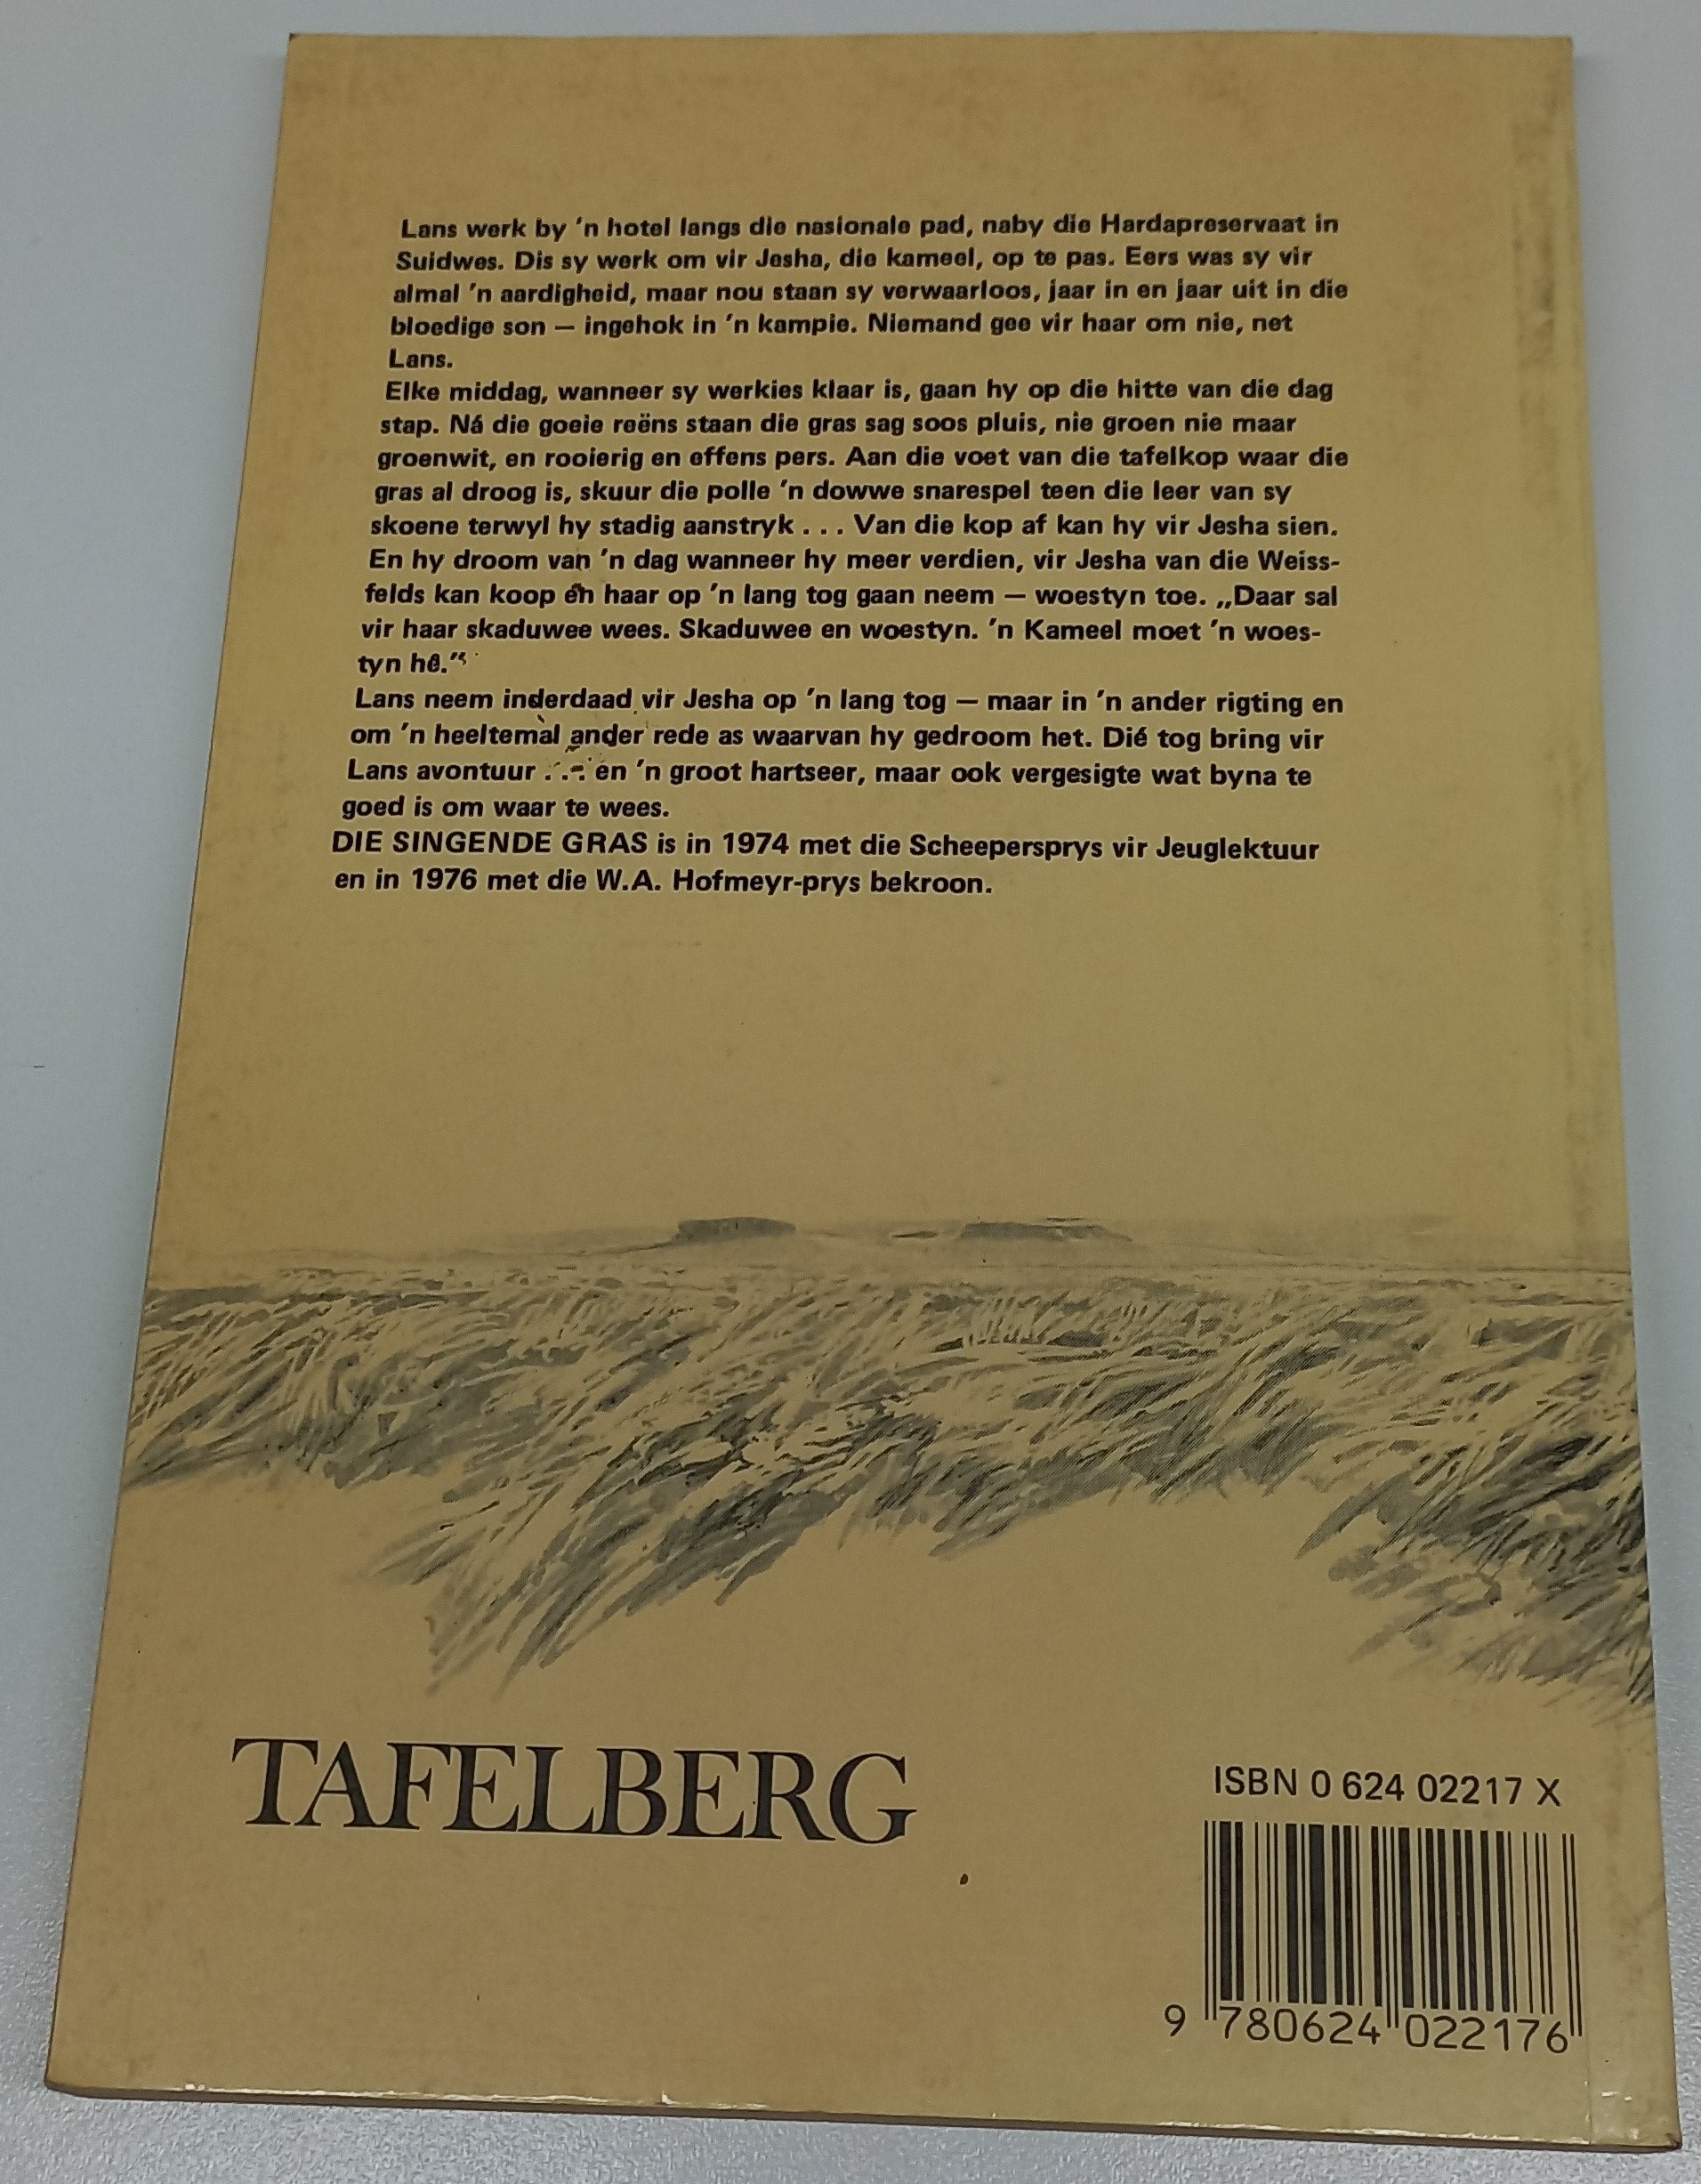 Lans werk by 'n hotel langs die nasionale pad, naby die Hardapreservaat in
Suidwes. Dis sy werk om vir Jesha, die kameel, op te pas. Eers was sy vir
almal 'n aardigheid, maar nou staan sy verwaarloos, jaar in en jaar uit in die
bloedige son — ingehok in 'n kampie. Niemand gee vir haar om nie, net
Lans.
Elke middag, wanneer sy werkies klaar is, gaan hy op die hitte van die dag
stap. Ná die goeie reëns staan die gras sag soos pluis, nie groen nie maar
groenwit, en rooierig en effens pers. Aan die voet van die tafelkop waar die
gras al droog is, skuur die polle 'n dowwe snarespel teen die leer van sy
skoene terwyl hy stadig aanstryk . . . Van die kop af kan hy vir Jesha sien.
En hy droom van 'n dag wanneer hy meer verdien, vir Jesha van die Weiss-
felds kan koop en haar op 'n lang tog gaan neem — woestyn toe. „Daar sal
vir haar skaduwee wees. Skaduwee en woestyn. 'n Kameel moet 'n woes-
tyn hê."
Lans neem inderdaad vir Jesha op 'n lang tog — maar in 'n ander rigting en
om 'n heeltemal ander rede as waarvan hy gedroom het. Dié tog bring vir
Lans avontuur . . . en 'n groot hartseer, maar ook vergesigte wat byna te
goed is om waar te wees.
DIE SINGENDE GRAS is in 1974 met die Scheepersprys vir Jeuglektuur
en in 1976 met die W.A. Hofmeyr-prys bekroon.
TAFELBERG
ISBN 0 624 02217 X
9 780624 022176